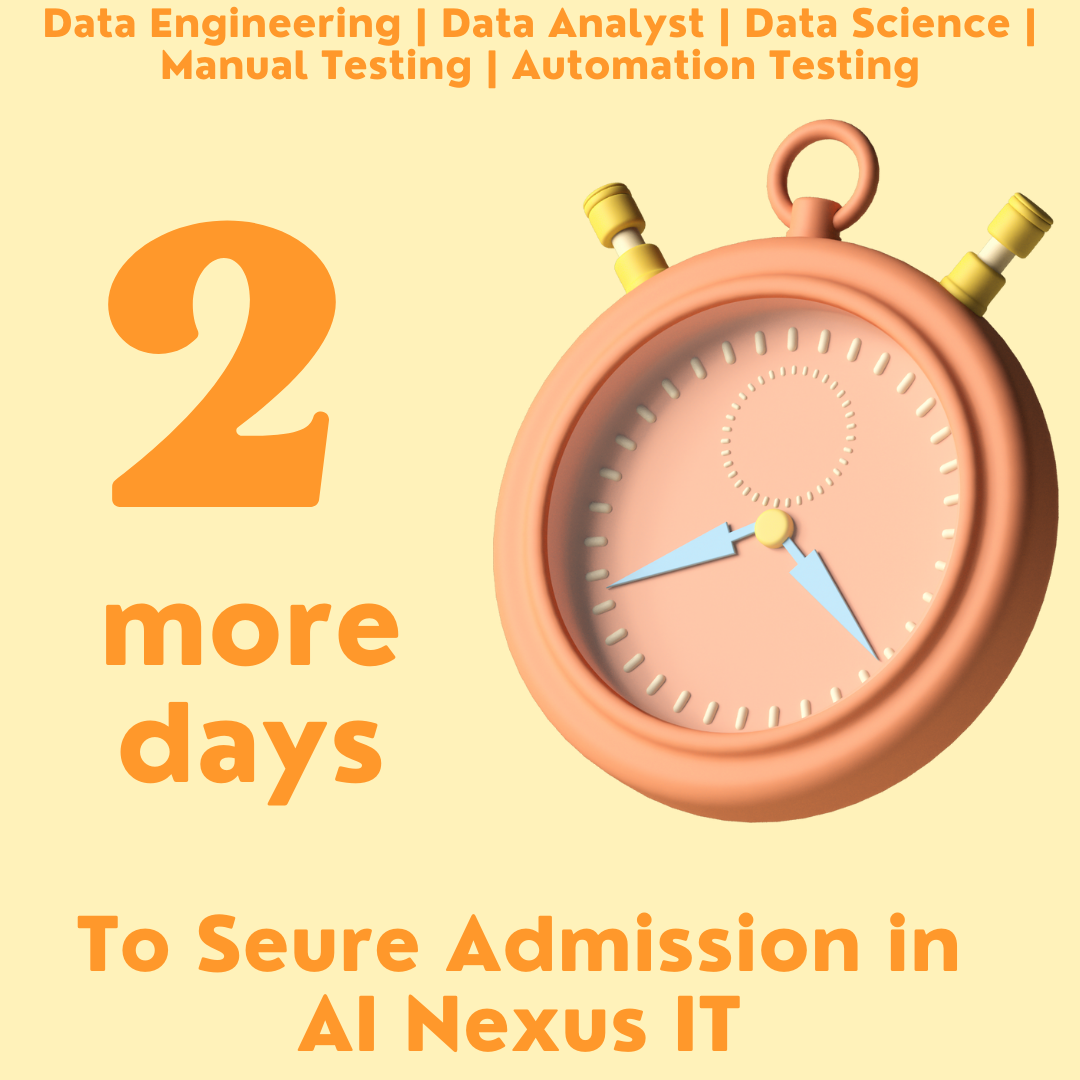 Data Engineering | Data Analyst | Data Science |
Manual Testing | Automation Testing
2
more
days
To Seure Admission in
AI Nexus IT